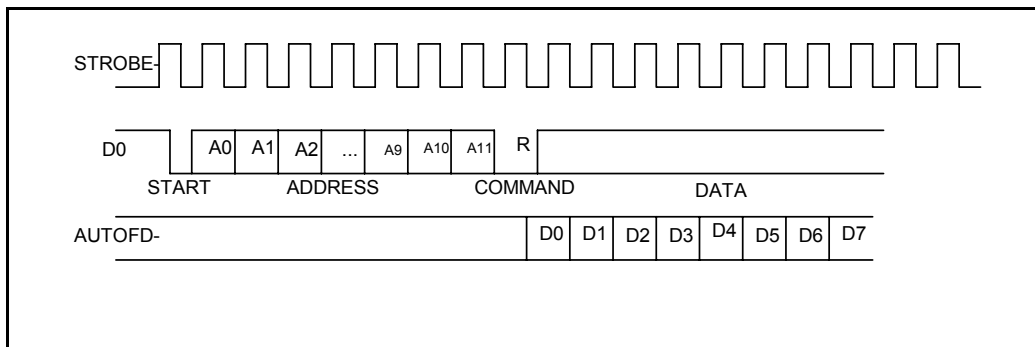 STROBE-
D0 A0 A1 A2 ... A9 A10 A11 R
START ADDRESS COMMAND DATA
AUTOFD- D0 D1 D2 D3 D4 D5 D6 D7